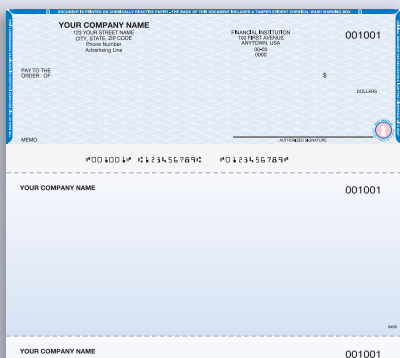 DOCUMENT IS PRINTED ON CHEMICALLY REACTIVE PAPER - THE BACK OF THIS DOCUMENT INCLUDES A TAMPER EVIDENT CHEMICAL WASH WARNING BOX
YOUR COMPANY NAME
123 YOUR STREET NAME
CITY, STATE, ZIP CODE
Phone Number
Advertising Line
FINANCIAL INSTITUTION
100 FIRST AVENUE
ANYTOWN, USA
00-00
0000
001001
PAY TO THE
ORDER OF
$
DOLLARS
MEMO
AUTHORIZED SIGNATURE
⑈001001⑈ ⑆123456789⑆ ⑈0123456789⑈
YOUR COMPANY NAME 001001
YOUR COMPANY NAME 001001